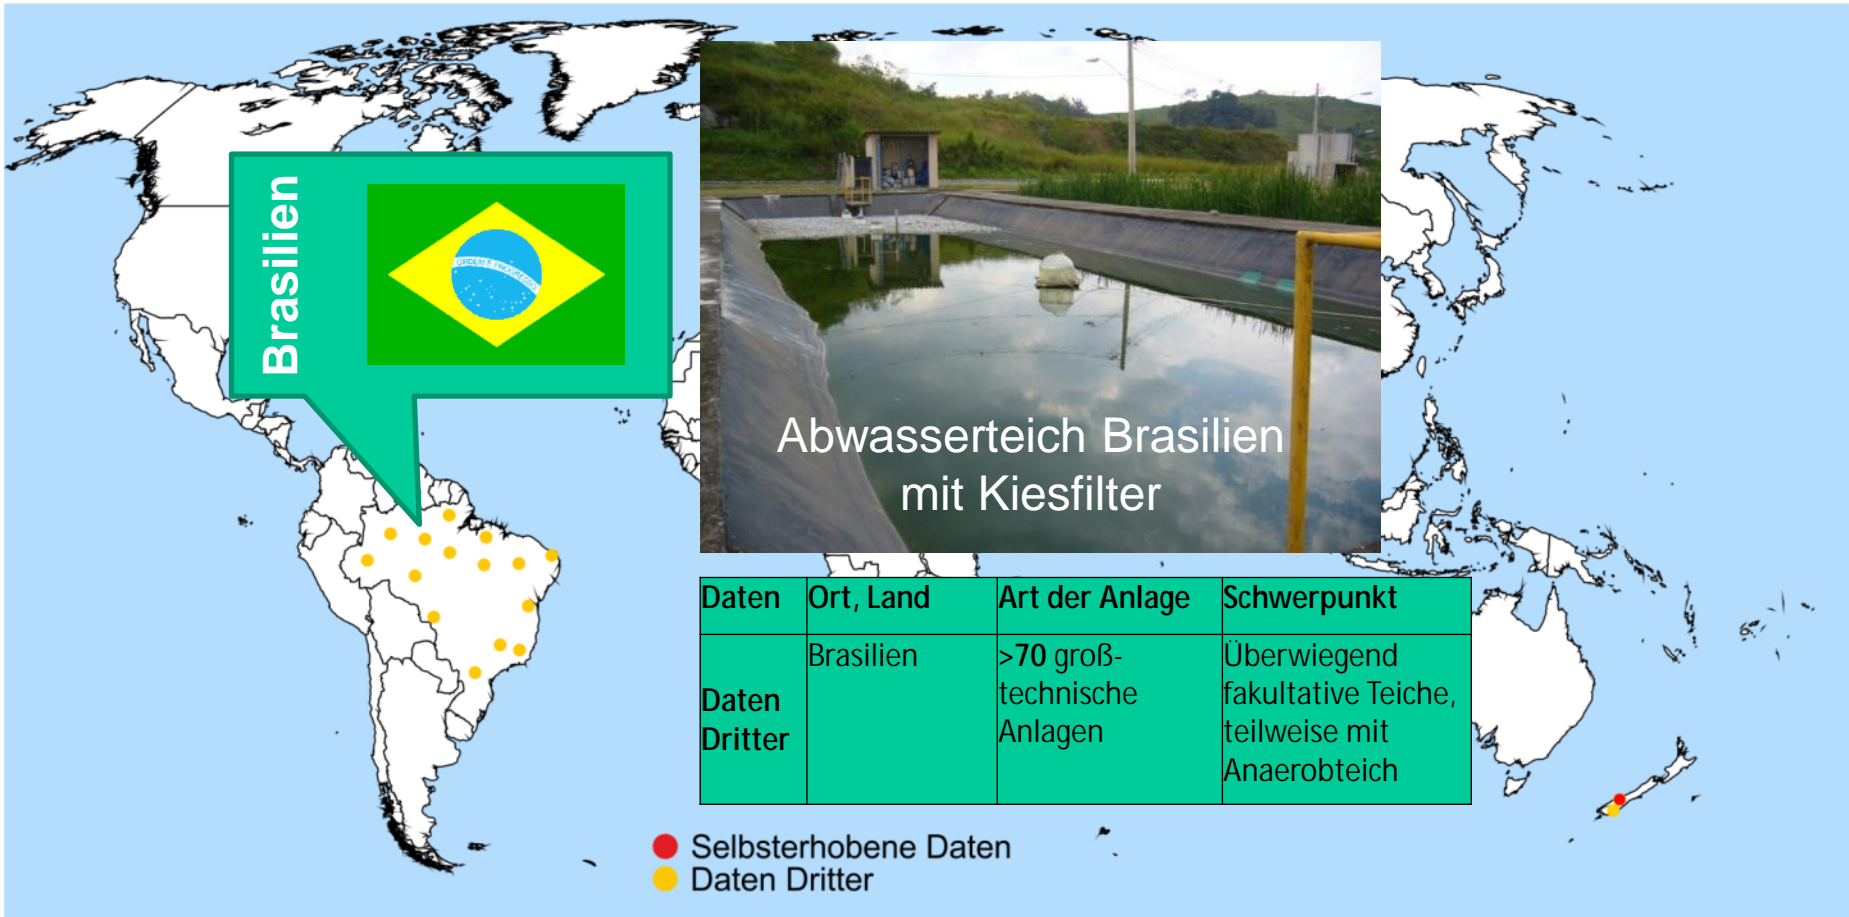 Brasilien
ORDEM E PROGRESSO
Abwasserteich Brasilien
mit Kiesfilter
Daten Ort, Land Art der Anlage Schwerpunkt
Daten
Dritter
Brasilien
>70 groß-
technische
Anlagen
Überwiegend
fakultative Teiche,
teilweise mit
Anaerobteich
Selbsterhobene Daten
Daten Dritter